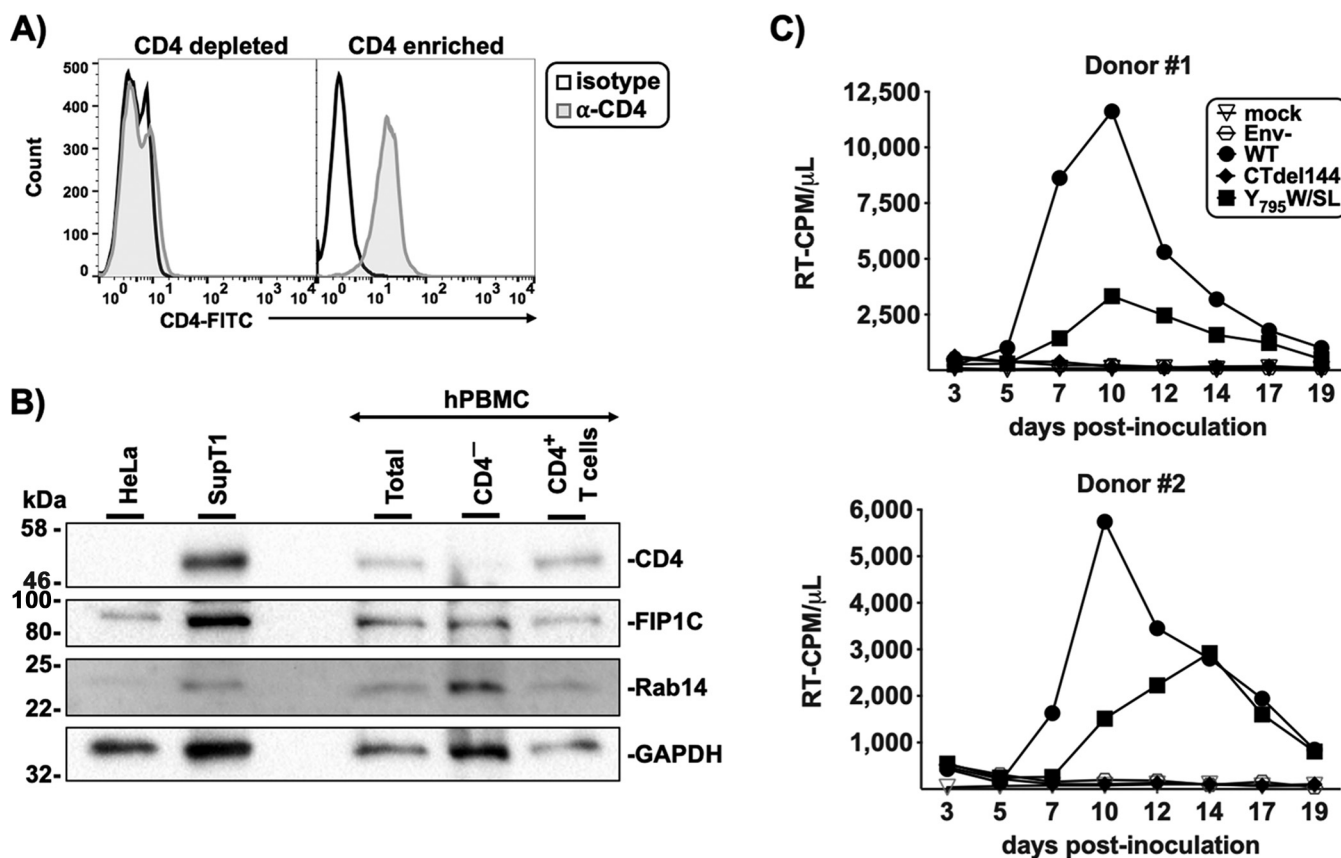 A)
CD4 depleted
CD4 enriched
isotype
α-CD4
500
400
300
200
100
0
Count
10⁰ 10¹ 10² 10³ 10⁴
10⁰ 10¹ 10² 10³ 10⁴
CD4-FITC
B)
hPBMC
HeLa
SupT1
Total
CD4⁻
CD4⁺
T cells
kDa
58 -
46 -
-CD4
100 -
80 -
-FIP1C
25-
22-
-Rab14
32-
-GAPDH
C)
Donor #1
12,500
10,000
7,500
5,000
2,500
RT-CPM/μL
mock
Env-
WT
CTdel144
Y₇₉₅W/SL
3 5 7 10 12 14 17 19
days post-inoculation
Donor #2
6,000
5,000
4,000
3,000
2,000
1,000
RT-CPM/μL
3 5 7 10 12 14 17 19
days post-inoculation